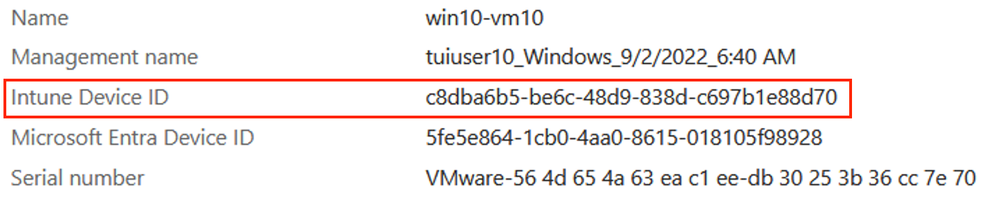 Name win10-vm10
Management name tuiuser10_Windows_9/2/2022_6:40 AM
Intune Device ID c8dba6b5-be6c-48d9-838d-c697b1e88d70
Microsoft Entra Device ID 5fe5e864-1cb0-4aa0-8615-018105f98928
Serial number VMware-56 4d 65 4a 63 ea c1 ee-db 30 25 3b 36 cc 7e 70